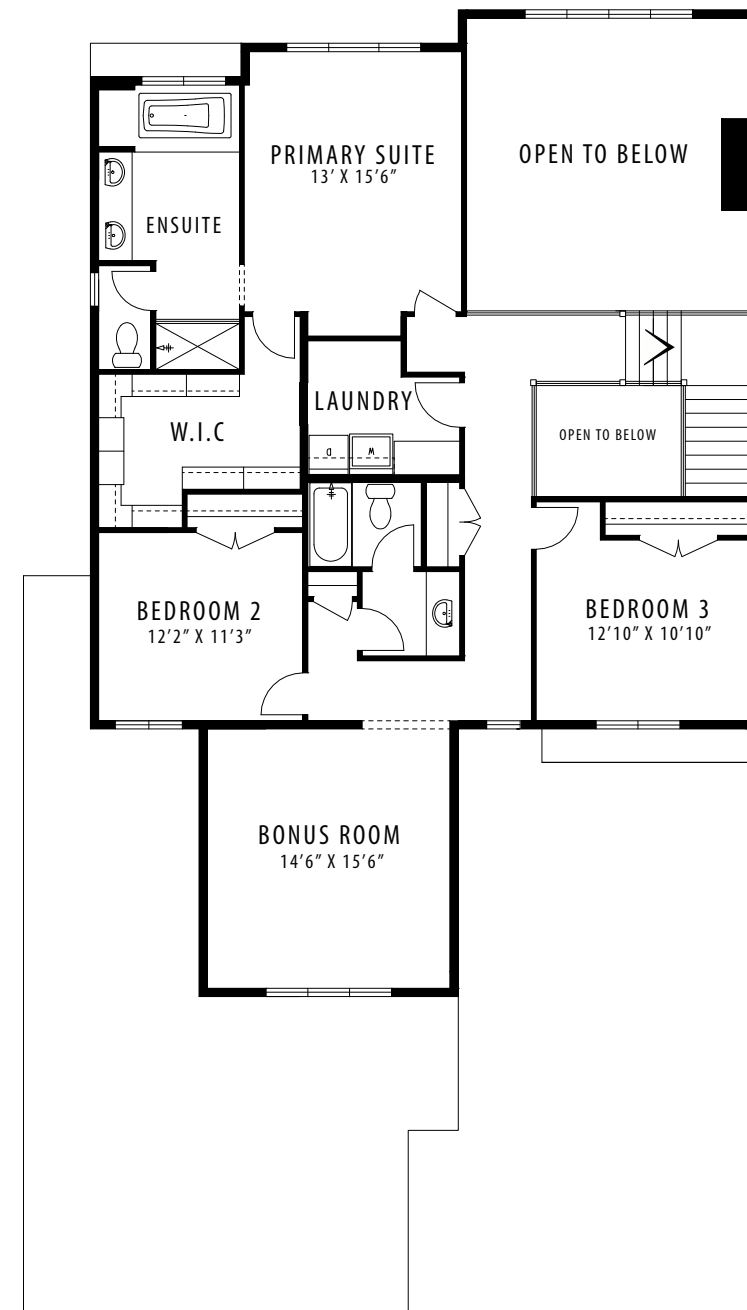 PRIMARY SUITE
13’ X 15’6”
OPEN TO BELOW
ENSUITE
LAUNDRY
W.I.C
OPEN TO BELOW
D
W
BEDROOM 2
12’2” X 11’3”
BEDROOM 3
12’10” X 10’10”
BONUS ROOM
14’6” X 15’6”